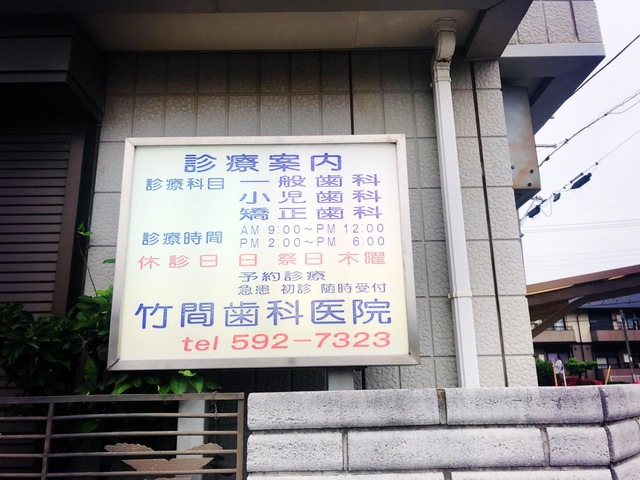 診療案内
診療科目 一般歯科
小児歯科
矯正歯科
診療時間 AM 9:00～PM 12:00
PM 2:00～PM 6:00
休診日 日 祭日 木曜
予約診療
急患 初診 随時受付
竹間歯科医院
tel 592-7323